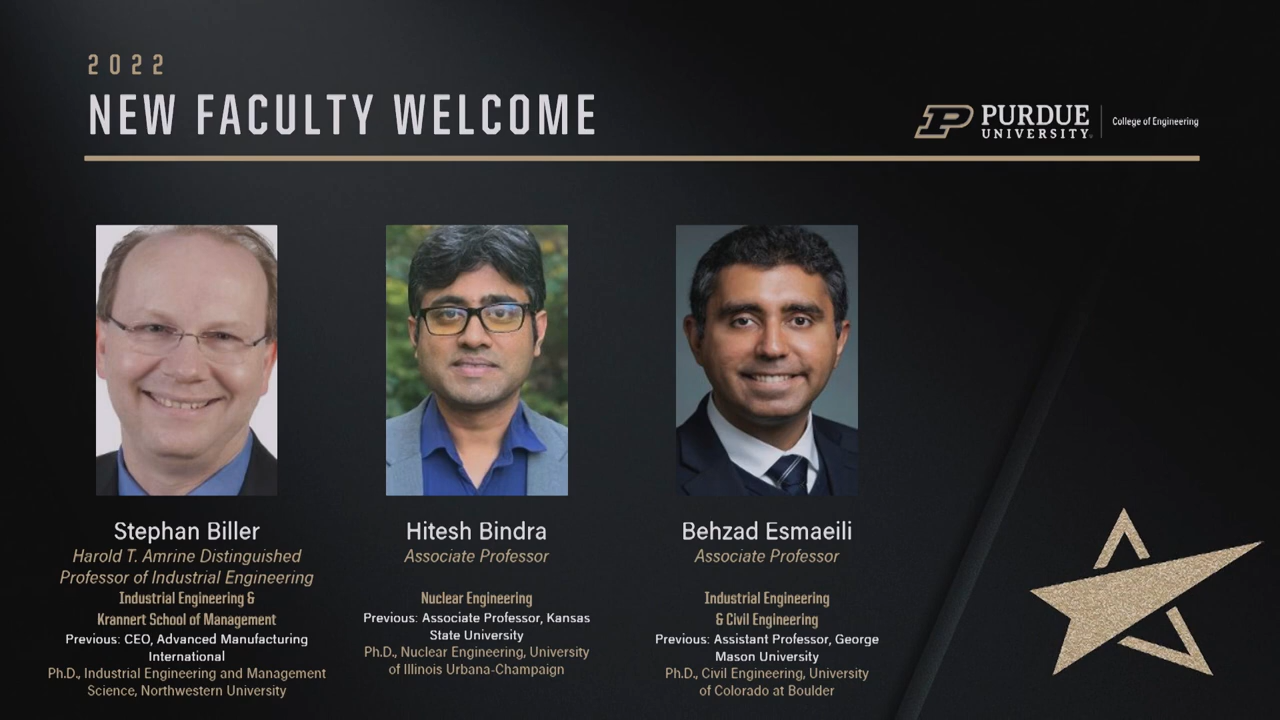 2022
NEW FACULTY WELCOME
PURDUE
UNIVERSITY
College of Engineering
Stephan Biller
Harold T. Amrine Distinguished
Professor of Industrial Engineering
Industrial Engineering &
Krannert School of Management
Previous: CEO, Advanced Manufacturing
International
Ph.D., Industrial Engineering and Management
Science, Northwestern University
Hitesh Bindra
Associate Professor
Nuclear Engineering
Previous: Associate Professor, Kansas
State University
Ph.D., Nuclear Engineering, University
of Illinois Urbana-Champaign
Behzad Esmaeili
Associate Professor
Industrial Engineering
& Civil Engineering
Previous: Assistant Professor, George
Mason University
Ph.D., Civil Engineering, University
of Colorado at Boulder